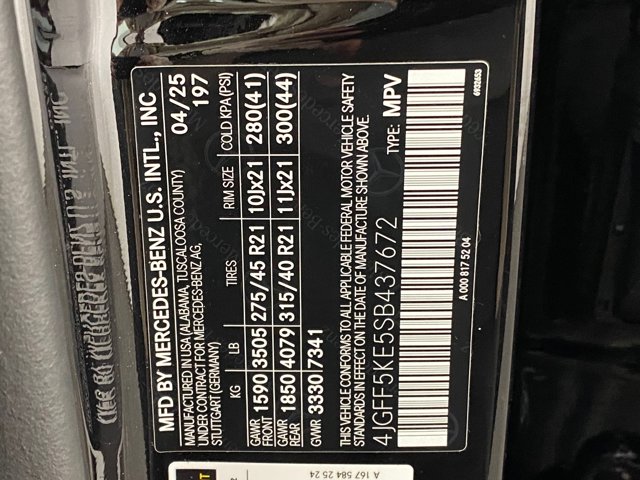 MFD BY MERCEDES-BENZ U.S. INTL., INC
MANUFACTURED IN USA (ALABAMA, TUSCALOOSA COUNTY)
UNDER CONTRACT FOR MERCEDES-BENZ AG,
STUTTGART (GERMANY)
04/25
197
KG LB TIRES RIM SIZE COLD KPA (PSI)
GAWR FRONT 1590 3505 275/45 R21 10Jx21 280(41)
GAWR REAR 1850 4079 315/40 R21 11Jx21 300(44)
GVWR 3330 7341
THIS VEHICLE CONFORMS TO ALL APPLICABLE FEDERAL MOTOR VEHICLE SAFETY
STANDARDS IN EFFECT ON THE DATE OF MANUFACTURE SHOWN ABOVE.
4JGFF5KE5SB437672 TYPE: MPV
A 000 817 52 04
6932653
A 167 584 25 24